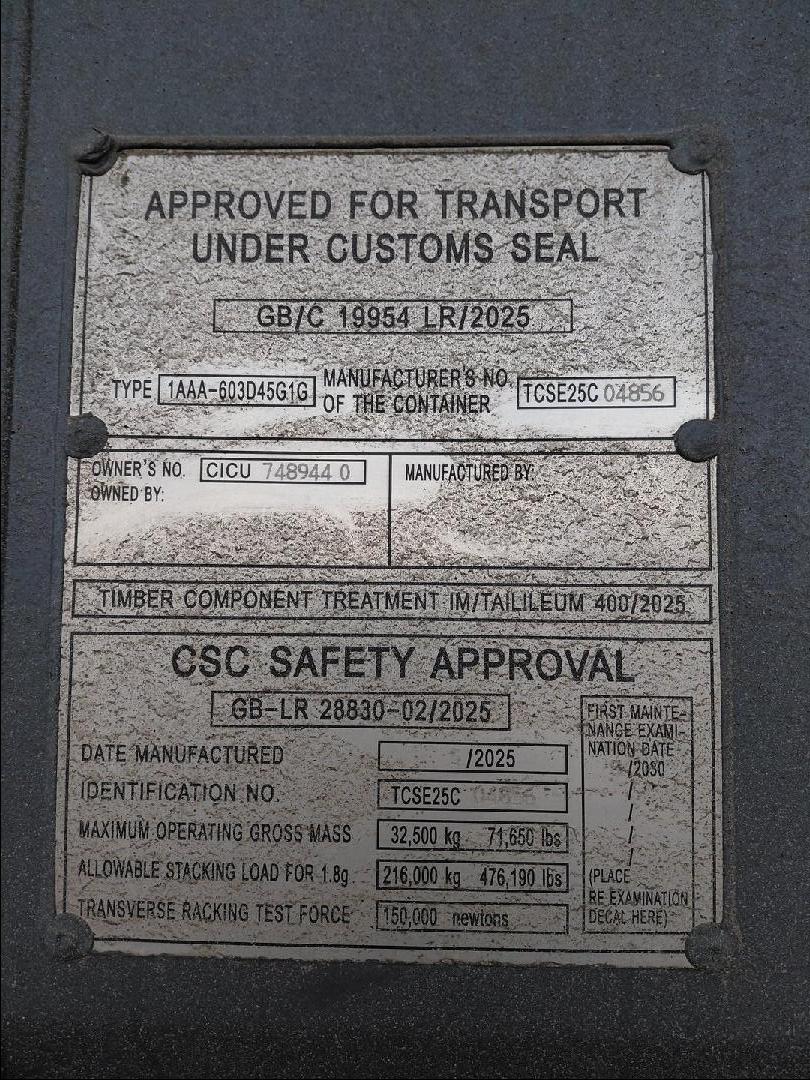 APPROVED FOR TRANSPORT
UNDER CUSTOMS SEAL
GB/C 19954 LR/2025
TYPE 1AAA-603D45G1G MANUFACTURER'S NO. OF THE CONTAINER TCSE25C 04856
OWNER'S NO. CICU 748944 0
OWNED BY:
MANUFACTURED BY:
TIMBER COMPONENT TREATMENT IM/TAILILEUM 400/2025
CSC SAFETY APPROVAL
GB-LR 28830-02/2025
DATE MANUFACTURED /2025
IDENTIFICATION NO. TCSE25C
MAXIMUM OPERATING GROSS MASS 32,500 kg 71,650 lbs
ALLOWABLE STACKING LOAD FOR 1.8g 216,000 kg 476,190 lbs
TRANSVERSE RACKING TEST FORCE 150,000 newtons
FIRST MAINTE-
NANCE EXAMI-
NATION DATE
/2030
/
/
/
/
(PLACE
RE EXAMINATION
DECAL HERE)